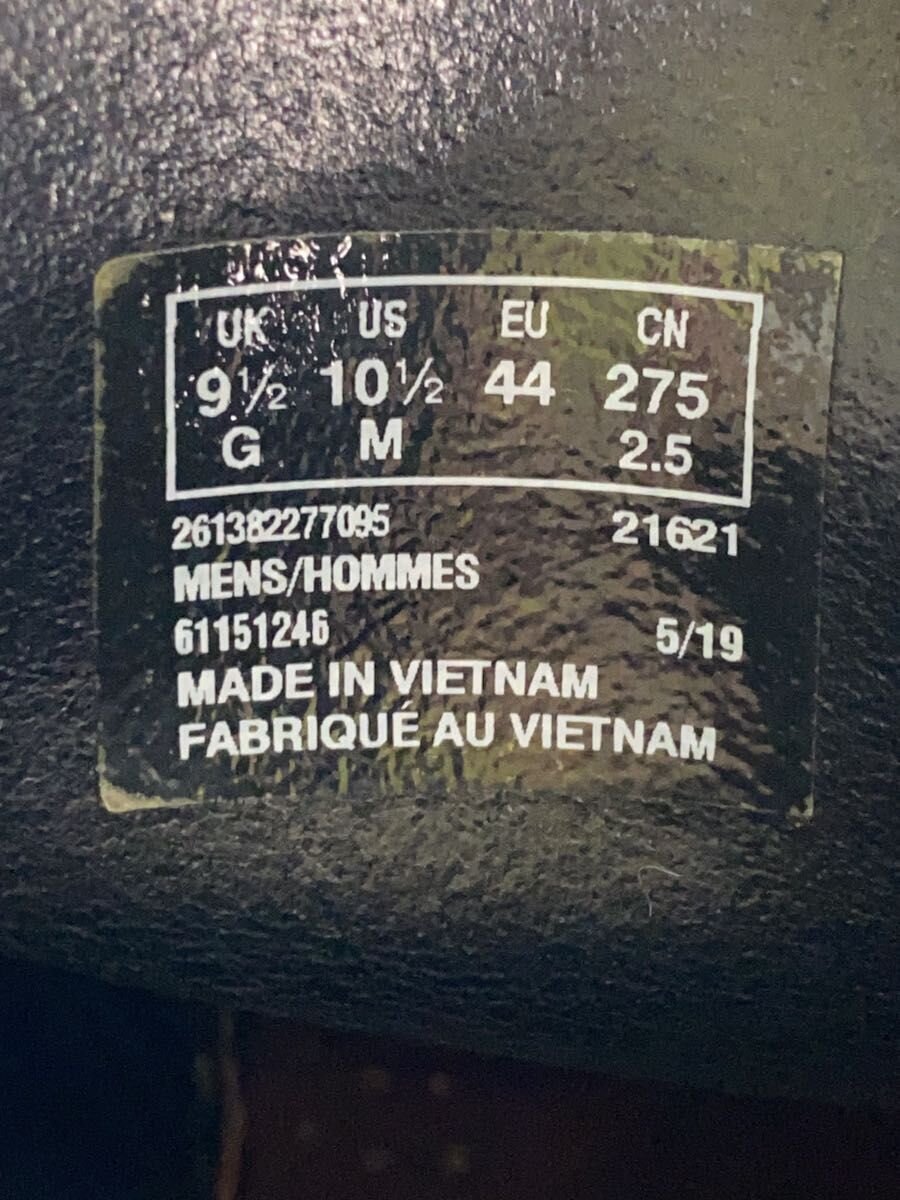 UK US EU CN
9½ 10½ 44 275
G M 2.5
261382277095 21621
MENS/HOMMES
61151246 5/19
MADE IN VIETNAM
FABRIQUÉ AU VIETNAM